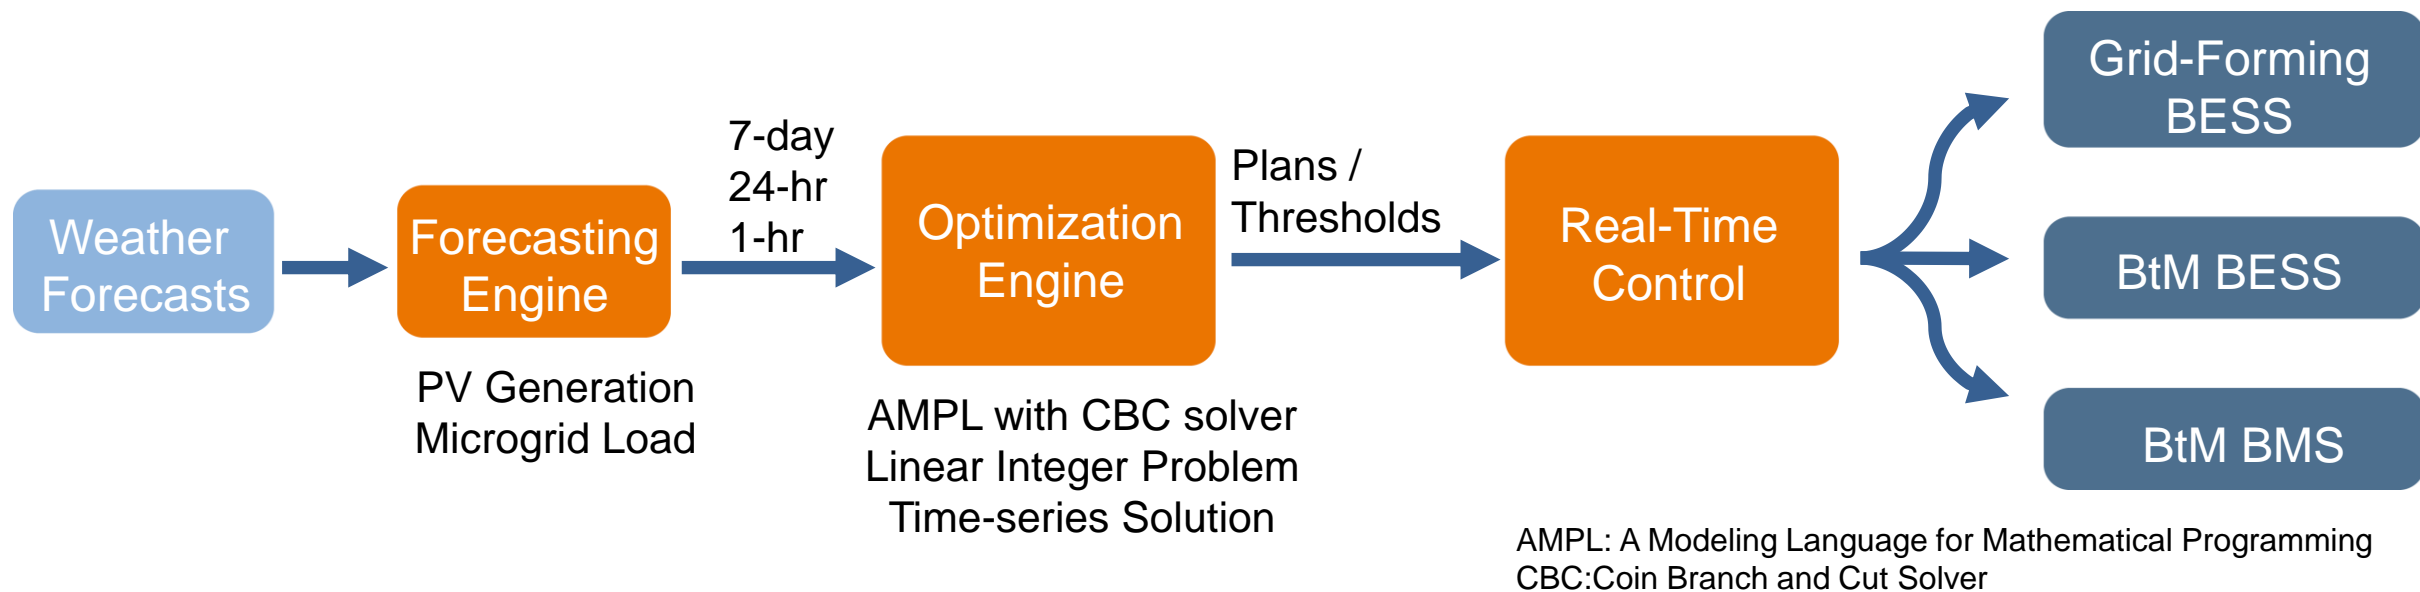 Weather
Forecasts
Forecasting
Engine
PV Generation
Microgrid Load
7-day
24-hr
1-hr
Optimization
Engine
AMPL with CBC solver
Linear Integer Problem
Time-series Solution
Plans /
Thresholds
Real-Time
Control
Grid-Forming
BESS
BtM BESS
BtM BMS
AMPL: A Modeling Language for Mathematical Programming
CBC:Coin Branch and Cut Solver